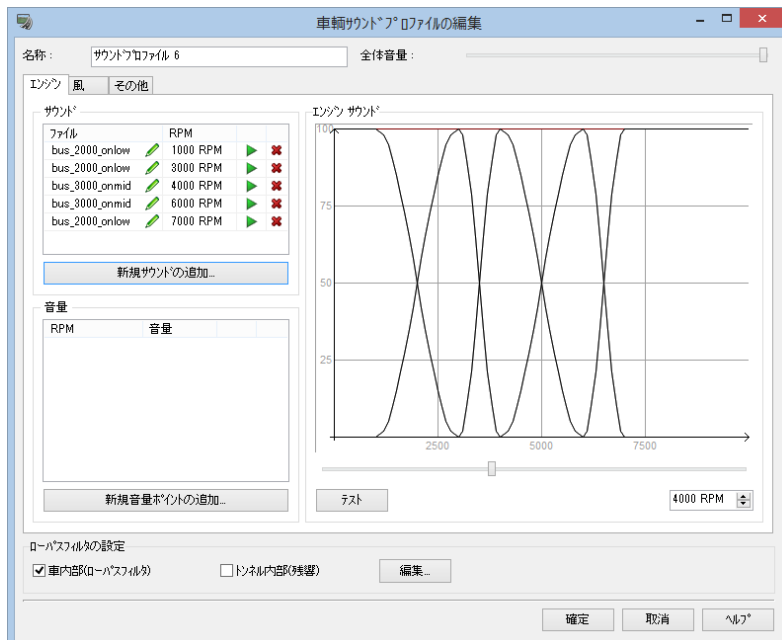 車輌サウンドプロファイルの編集
名称：
サウンドプロファイル 6
全体音量：
エンジン
風
その他
サウンド
ファイル RPM
bus_2000_onlow 1000 RPM
bus_2000_onlow 3000 RPM
bus_3000_onmid 4000 RPM
bus_3000_onmid 6000 RPM
bus_2000_onlow 7000 RPM
新規サウンドの追加...
音量
RPM 音量
新規音量ポイントの追加...
エンジン サウンド
100
75
50
25
2500 5000 7500
テスト
4000 RPM
ローパスフィルタの設定
車内部(ローパスフィルタ)
トンネル内部(残響)
編集...
確定
取消
ヘルプ